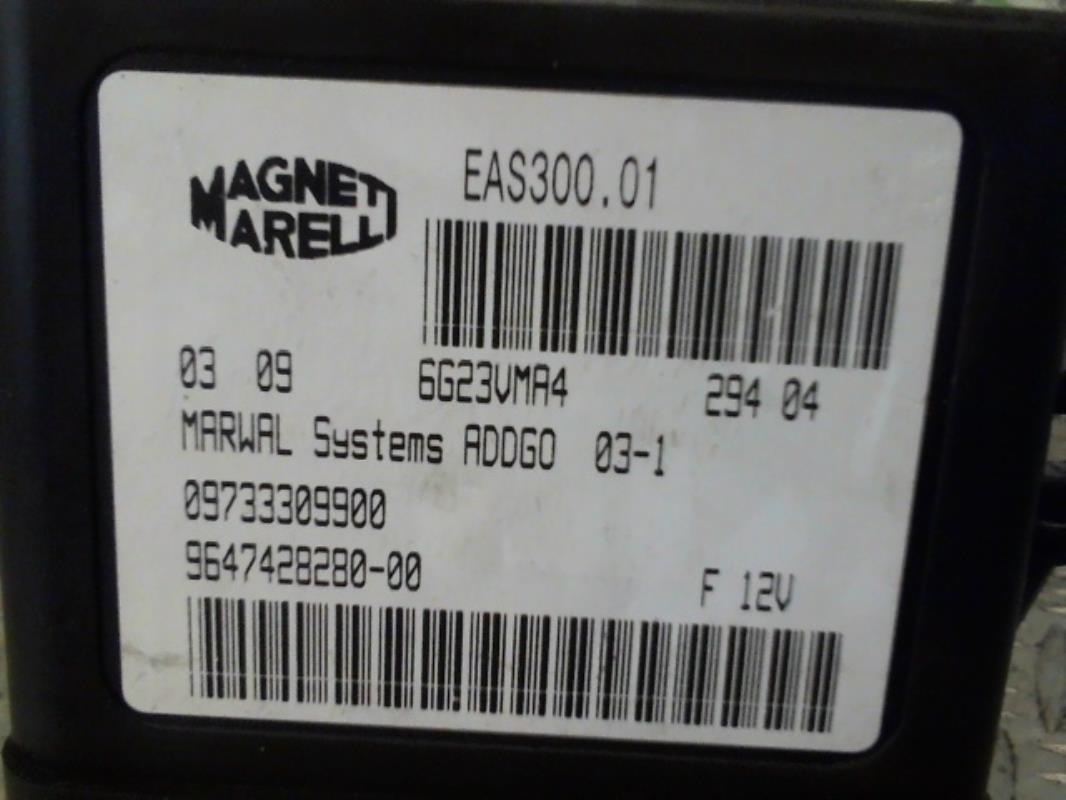 MAGNETI
MARELLI
EAS300.01
03 09 6G23VMA4 294 04
MARWAL Systems ADDGO 03-1
09733309900
9647428280-00
F 12V